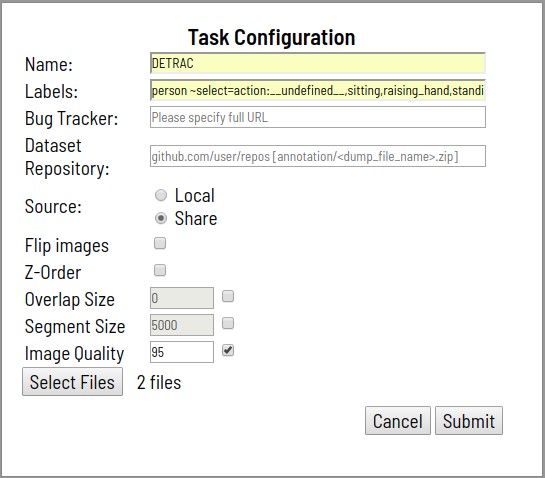 Task Configuration
Name: DETRAC
Labels: person ~select=action:__undefined__,sitting,raising_hand,standi
Bug Tracker: Please specify full URL
Dataset
Repository: github.com/user/repos [annotation/<dump_file_name>.zip]
Source: Local
Share
Flip images
Z-Order
Overlap Size 0
Segment Size 5000
Image Quality 95
Select Files 2 files
Cancel Submit